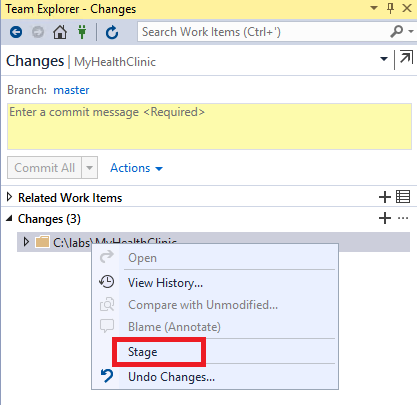 Team Explorer - Changes
Search Work Items (Ctrl+')
Changes | MyHealthClinic
Branch: master
Enter a commit message <Required>
Commit All
Actions
Related Work Items
Changes (3)
C:\labs\MyHealthClinic
Open
View History...
Compare with Unmodified...
Blame (Annotate)
Stage
Undo Changes...